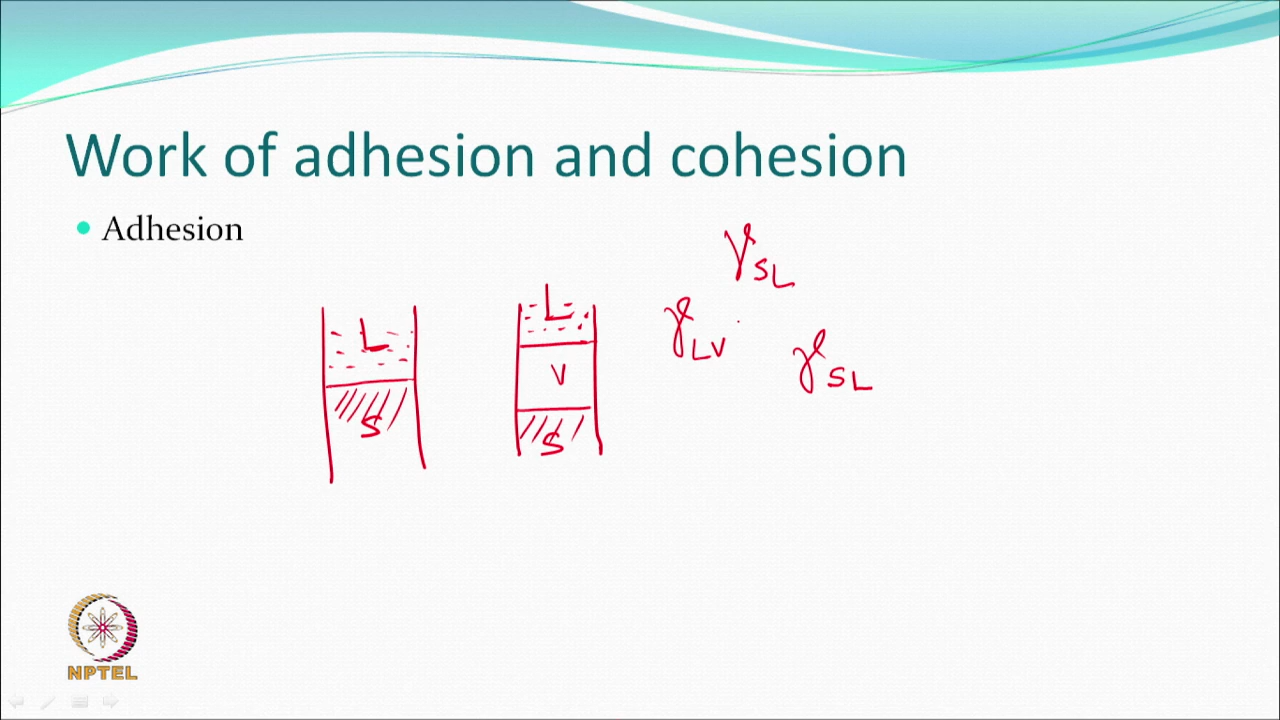 Work of adhesion and cohesion
Adhesion
γSL
L
L
γLV
V
γSL
S
S
NPTEL